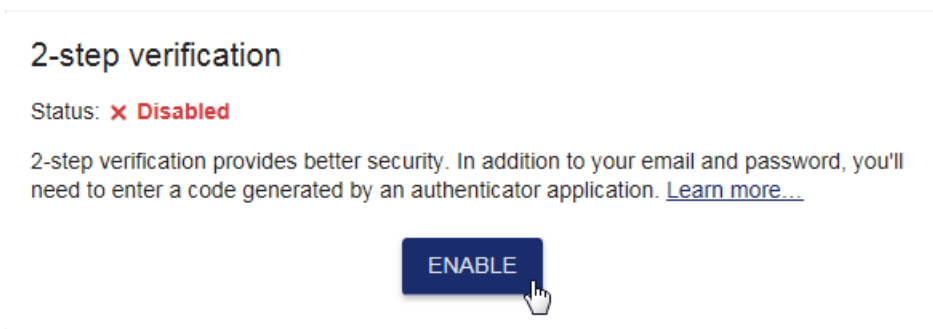 2-step verification
Status: × Disabled
2-step verification provides better security. In addition to your email and password, you'll
need to enter a code generated by an authenticator application. Learn more...
ENABLE